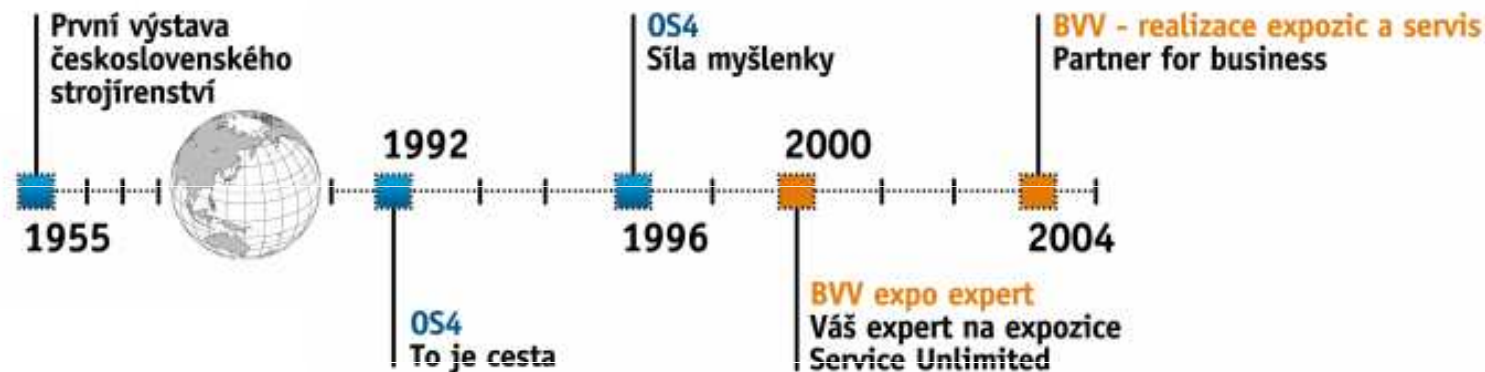 První výstava
československého
strojírenství
1955
1992
OS4
To je cesta
OS4
Síla myšlenky
1996
2000
BVV expo expert
Váš expert na expozice
Service Unlimited
BVV - realizace expozic a servis
Partner for business
2004